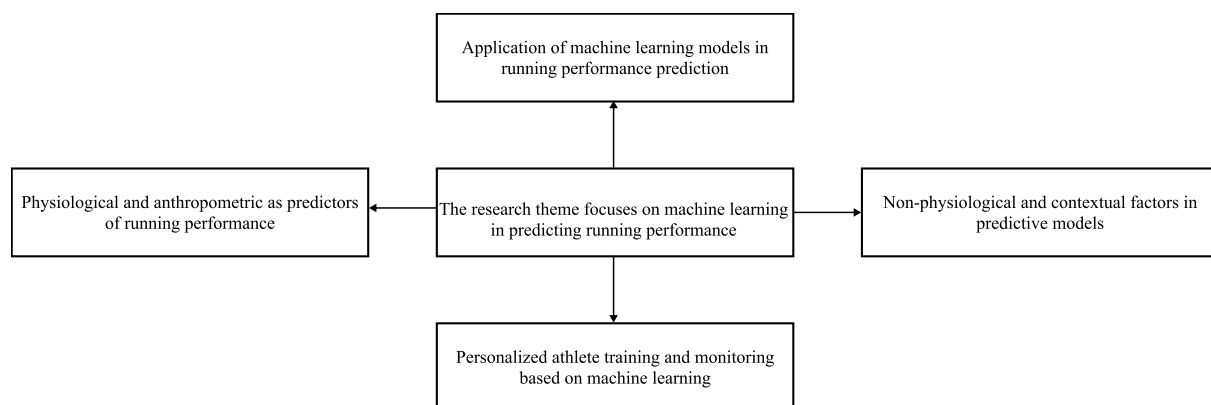 Application of machine learning models in
running performance prediction
Physiological and anthropometric as predictors
of running performance
The research theme focuses on machine learning
in predicting running performance
Non-physiological and contextual factors in
predictive models
Personalized athlete training and monitoring
based on machine learning